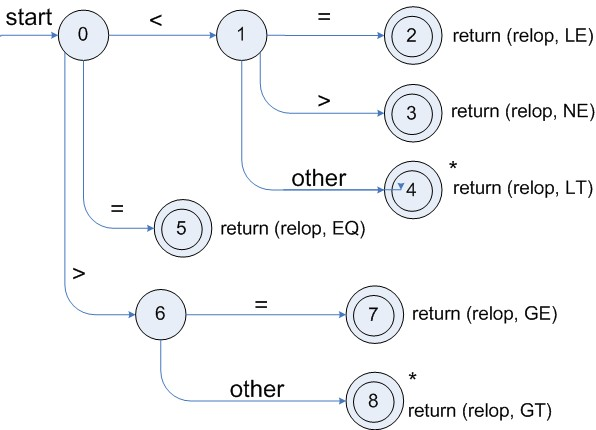 start
0
<
1
=
2
return (relop, LE)
>
3
return (relop, NE)
other
4
*
return (relop, LT)
=
5
return (relop, EQ)
>
6
=
7
return (relop, GE)
other
8
*
return (relop, GT)